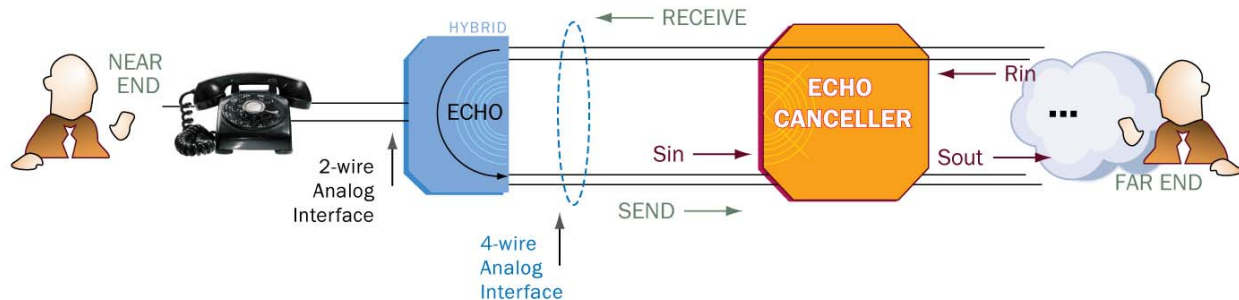 HYBRID
RECEIVE
NEAR
END
ECHO
ECHO
CANCELLER
Rin
...
Sin
Sout
2-wire
Analog
Interface
SEND
FAR END
4-wire
Analog
Interface